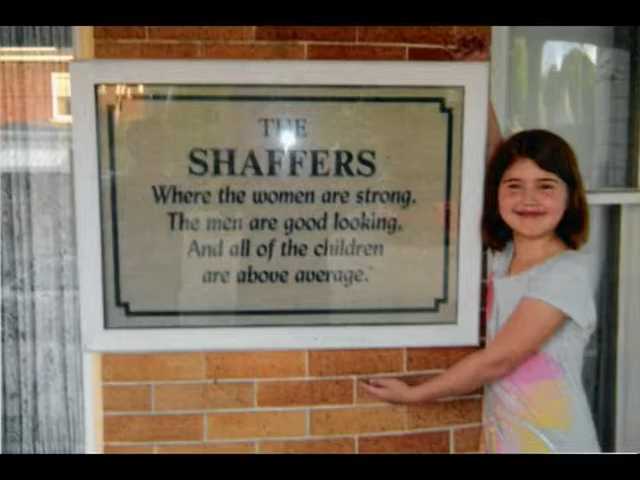 THE
SHAFFERS
Where the women are strong.
The men are good looking.
And all of the children
are above average.